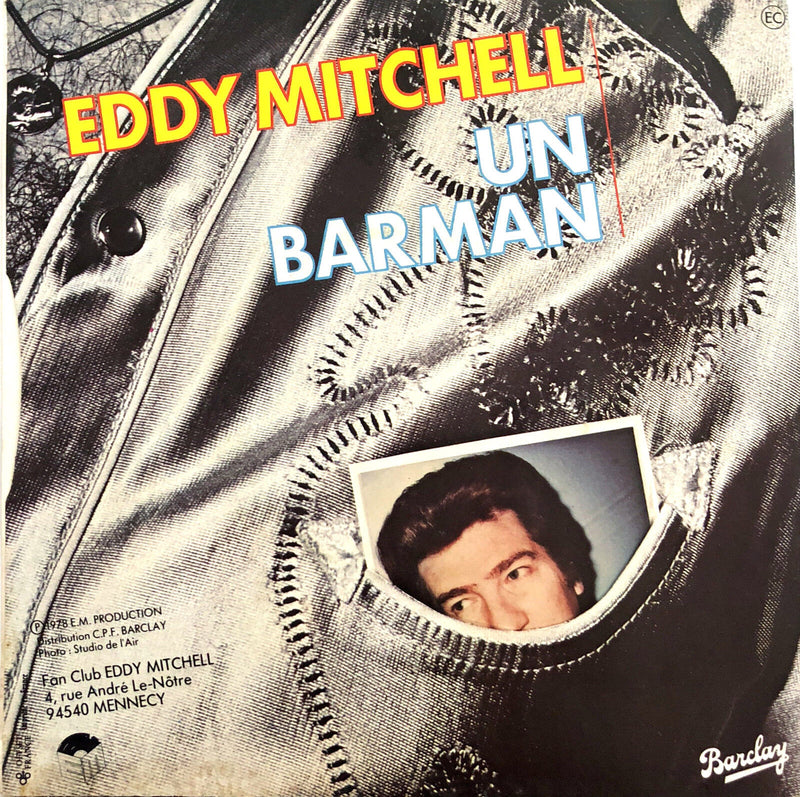 EC
EDDY MITCHELL
UN
BARMAN
Ⓟ 1978 E.M. PRODUCTION
Distribution C.P.F. BARCLAY
Photo : Studio de l'Air
Fan Club EDDY MITCHELL
4, rue André Le-Nôtre
94540 MENNECY
FRANCE
Barclay